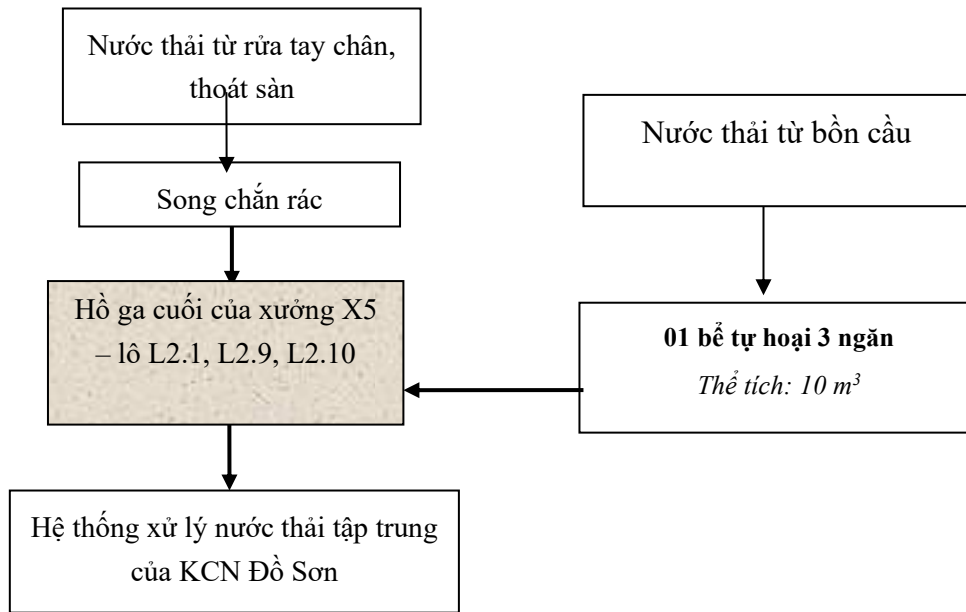 Nước thải từ rửa tay chân,
thoát sàn
Nước thải từ bồn cầu
Song chắn rác
Hồ ga cuối của xưởng X5
– lô L2.1, L2.9, L2.10
01 bể tự hoại 3 ngăn
Thể tích: 10 m³
Hệ thống xử lý nước thải tập trung
của KCN Đồ Sơn